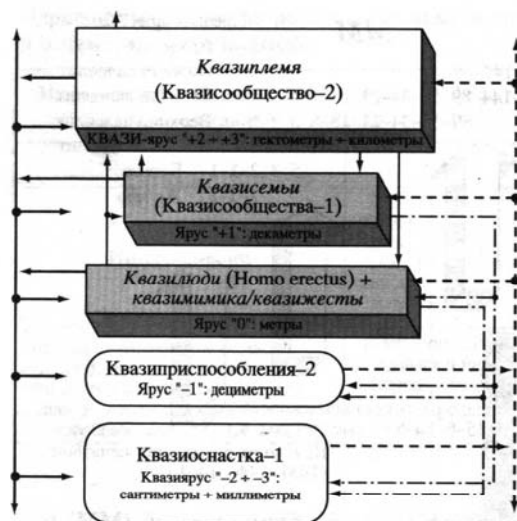 Квазиплемя
(Квазисообщество–2)
КВАЗИ-ярус "+2 ÷ +3": гектометры + километры
Квазисемьи
(Квазисообщества–1)
Ярус "+1": декаметры
Квазилюди (Homo erectus) +
квазимимика/квазижесты
Ярус "0": метры
Квазиприспособления–2
Ярус "–1": дециметры
Квазиоснастка–1
Квазиярус "–2 ÷ –3":
сантиметры + миллиметры